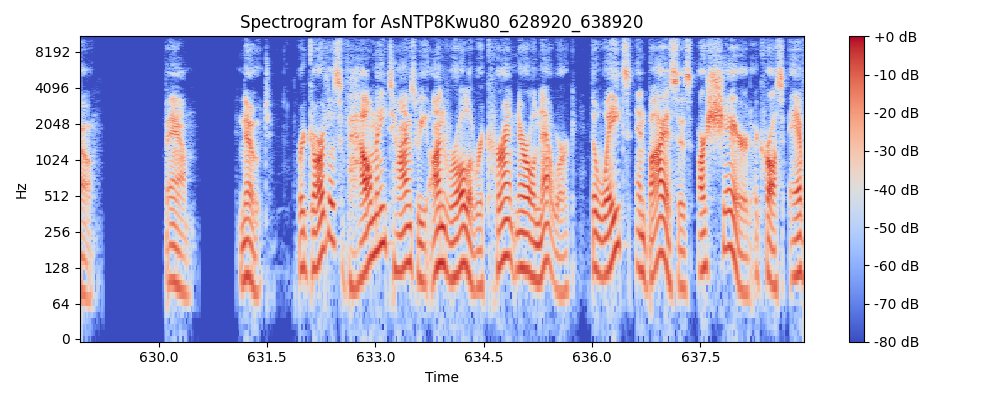 Spectrogram for AsNTP8Kwu80_628920_638920
8192
4096
2048
1024
512
256
128
64
0
Hz
630.0
631.5
633.0
634.5
636.0
637.5
Time
+0 dB
-10 dB
-20 dB
-30 dB
-40 dB
-50 dB
-60 dB
-70 dB
-80 dB